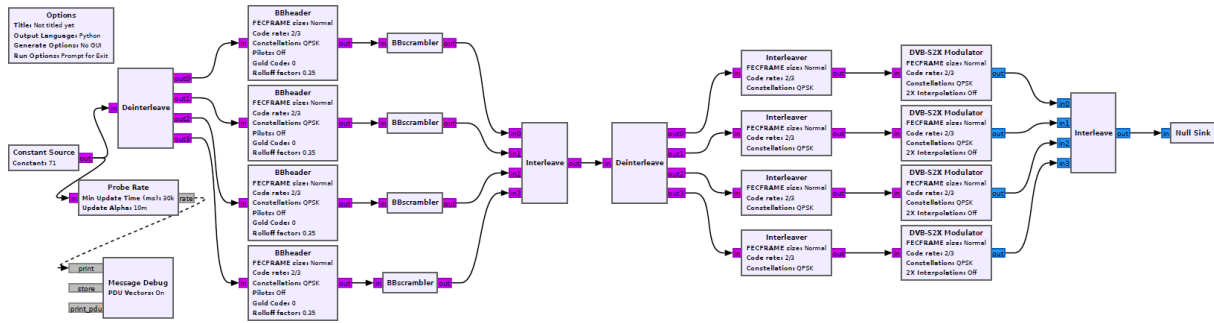 Options
Title: Not titled yet
Output Language: Python
Generate Options: No GUI
Run Options: Prompt for Exit
in
Deinterleave
out0
out1
out2
out3
Constant Source
Constant: 71
out
in
Probe Rate
Min Update Time (ms): 30k
Update Alpha: 10m
rate
print
store
print_pdu
Message Debug
PDU Vectors: On
in
BBheader
FECFRAME size: Normal
Code rate: 2/3
Constellation: QPSK
Pilots: Off
Gold Code: 0
Rolloff factor: 0.35
out
in
BBscrambler
out
in
BBheader
FECFRAME size: Normal
Code rate: 2/3
Constellation: QPSK
Pilots: Off
Gold Code: 0
Rolloff factor: 0.35
out
in
BBscrambler
out
in
BBheader
FECFRAME size: Normal
Code rate: 2/3
Constellation: QPSK
Pilots: Off
Gold Code: 0
Rolloff factor: 0.35
out
in
BBscrambler
out
in
BBheader
FECFRAME size: Normal
Code rate: 2/3
Constellation: QPSK
Pilots: Off
Gold Code: 0
Rolloff factor: 0.35
out
in
BBscrambler
out
in0
in1
in2
in3
Interleave
out
in
Deinterleave
out0
out1
out2
out3
in
Interleaver
FECFRAME size: Normal
Code rate: 2/3
Constellation: QPSK
out
in
DVB-S2X Modulator
FECFRAME size: Normal
Code rate: 2/3
Constellation: QPSK
2X Interpolation: Off
out
in
Interleaver
FECFRAME size: Normal
Code rate: 2/3
Constellation: QPSK
out
in
DVB-S2X Modulator
FECFRAME size: Normal
Code rate: 2/3
Constellation: QPSK
2X Interpolation: Off
out
in
Interleaver
FECFRAME size: Normal
Code rate: 2/3
Constellation: QPSK
out
in
DVB-S2X Modulator
FECFRAME size: Normal
Code rate: 2/3
Constellation: QPSK
2X Interpolation: Off
out
in
Interleaver
FECFRAME size: Normal
Code rate: 2/3
Constellation: QPSK
out
in
DVB-S2X Modulator
FECFRAME size: Normal
Code rate: 2/3
Constellation: QPSK
2X Interpolation: Off
out
in0
in1
in2
in3
Interleave
out
in
Null Sink